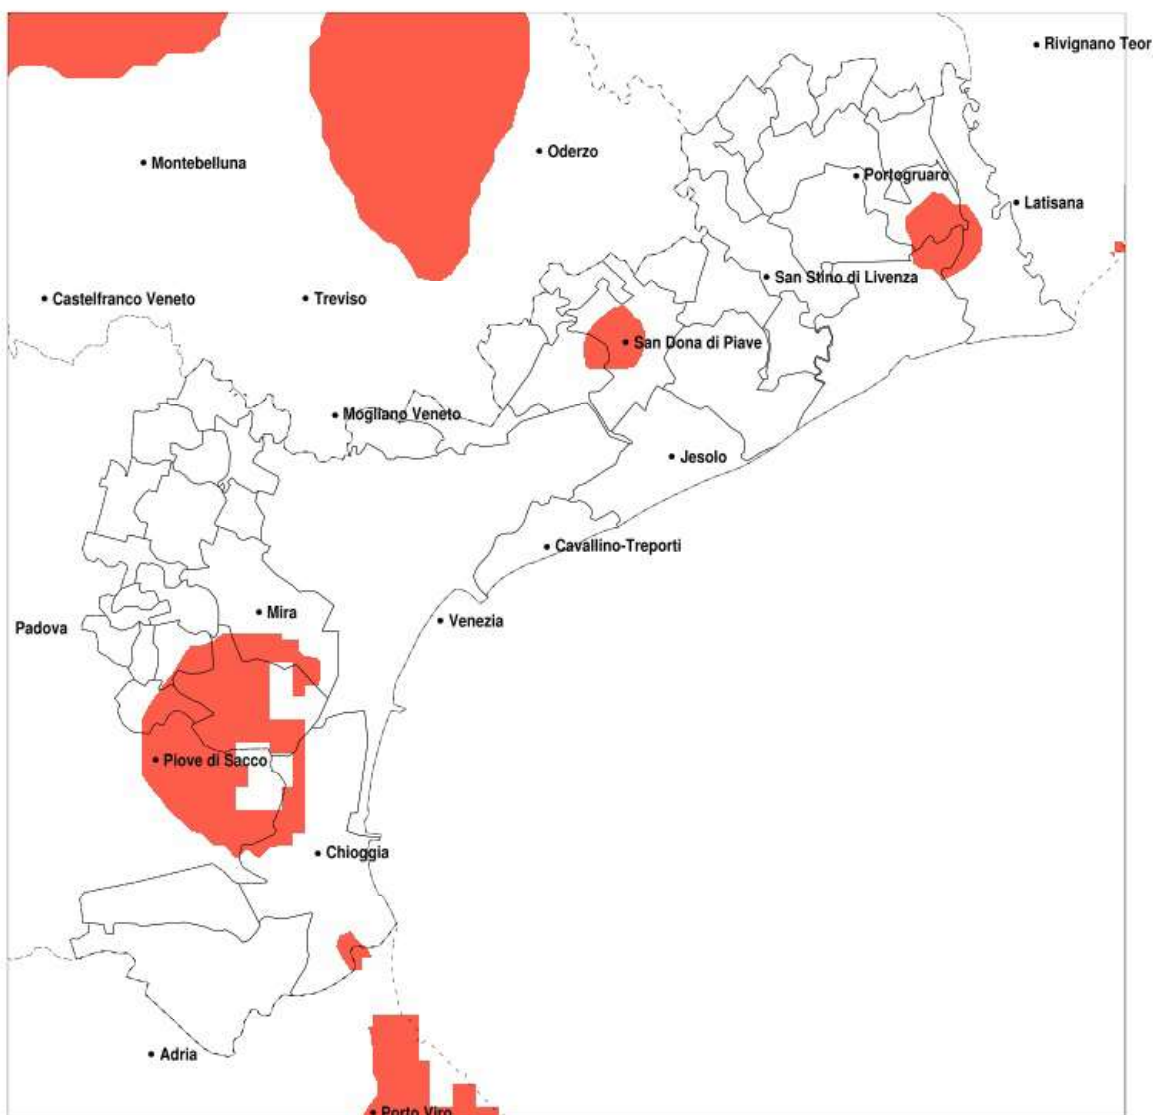 Rivignano Teor
Oderzo
Montebelluna
Portogruaro
Latisana
San Stino di Livenza
Castelfranco Veneto
Treviso
San Dona di Piave
Mogliano Veneto
Jesolo
Cavallino-Treporti
Mira
Venezia
Padova
Piove di Sacco
Chioggia
Adria
Porto Viro